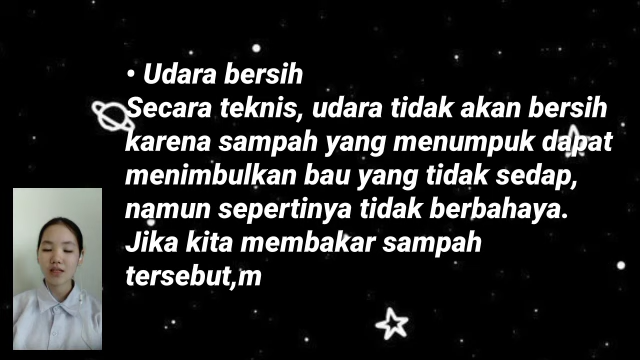 • Udara bersih
Secara teknis, udara tidak akan bersih
karena sampah yang menumpuk dapat
menimbulkan bau yang tidak sedap,
namun sepertinya tidak berbahaya.
Jika kita membakar sampah
tersebut,m